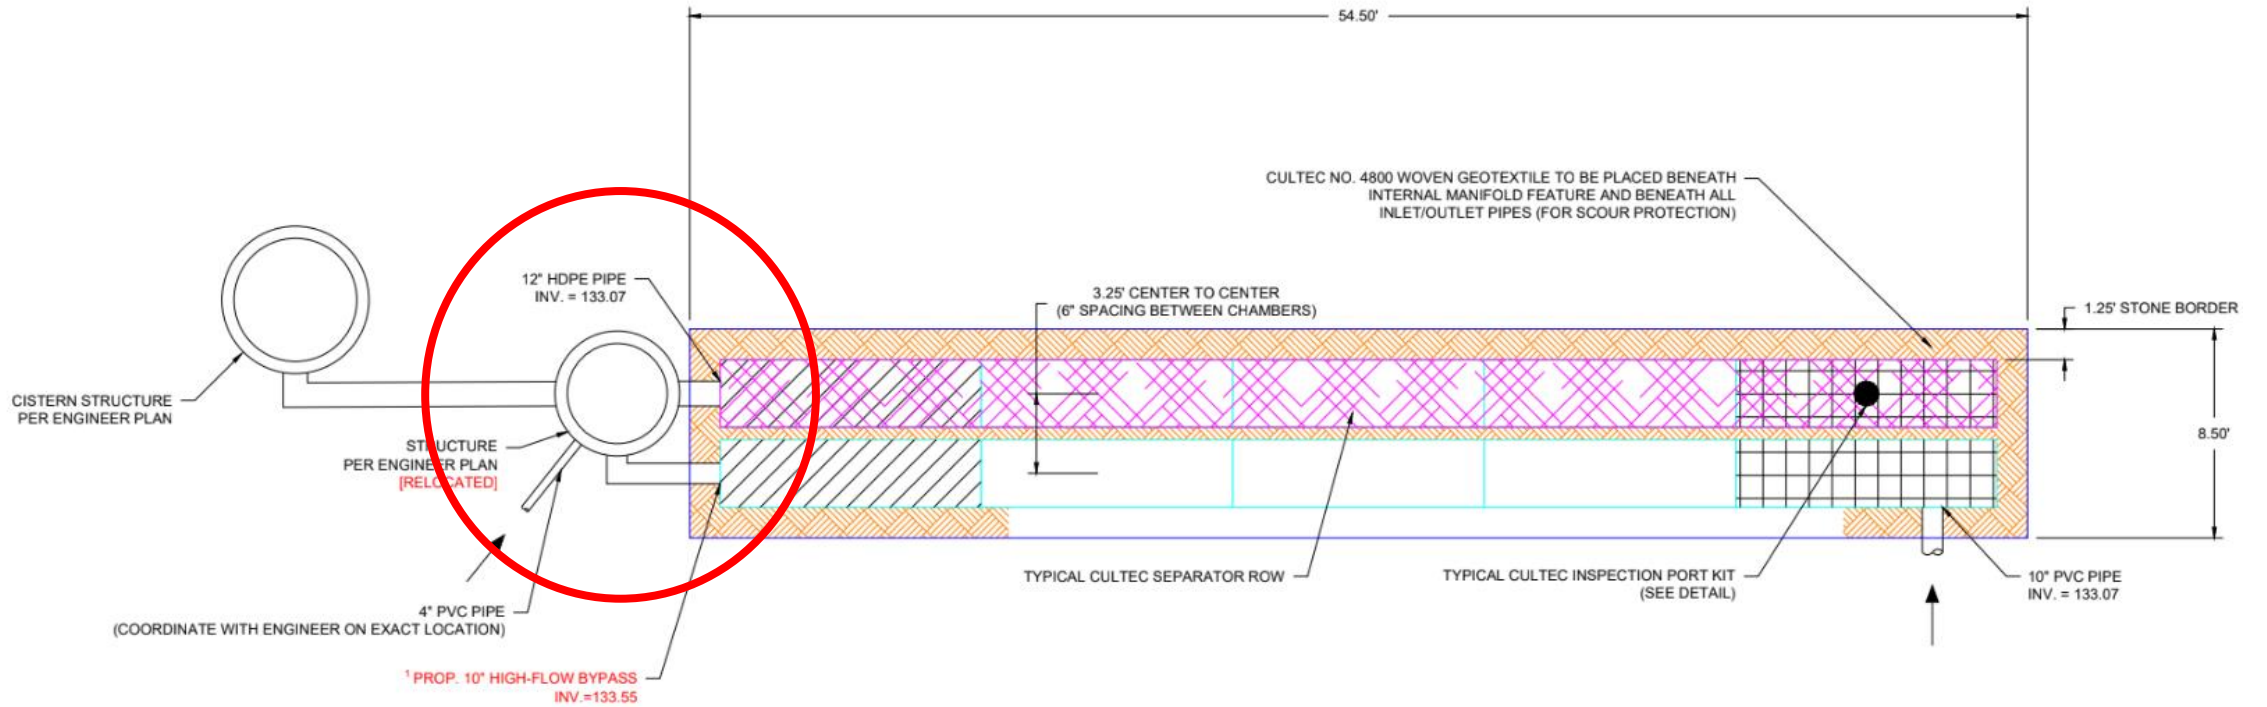 54.50'
CULTEC NO. 4800 WOVEN GEOTEXTILE TO BE PLACED BENEATH
INTERNAL MANIFOLD FEATURE AND BENEATH ALL
INLET/OUTLET PIPES (FOR SCOUR PROTECTION)
12" HDPE PIPE
INV. = 133.07
3.25' CENTER TO CENTER
(6" SPACING BETWEEN CHAMBERS)
1.25' STONE BORDER
CISTERN STRUCTURE
PER ENGINEER PLAN
STRUCTURE
PER ENGINEER PLAN
[RELOCATED]
8.50'
TYPICAL CULTEC SEPARATOR ROW
TYPICAL CULTEC INSPECTION PORT KIT
(SEE DETAIL)
10" PVC PIPE
INV. = 133.07
4" PVC PIPE
(COORDINATE WITH ENGINEER ON EXACT LOCATION)
¹ PROP. 10" HIGH-FLOW BYPASS
INV.=133.55